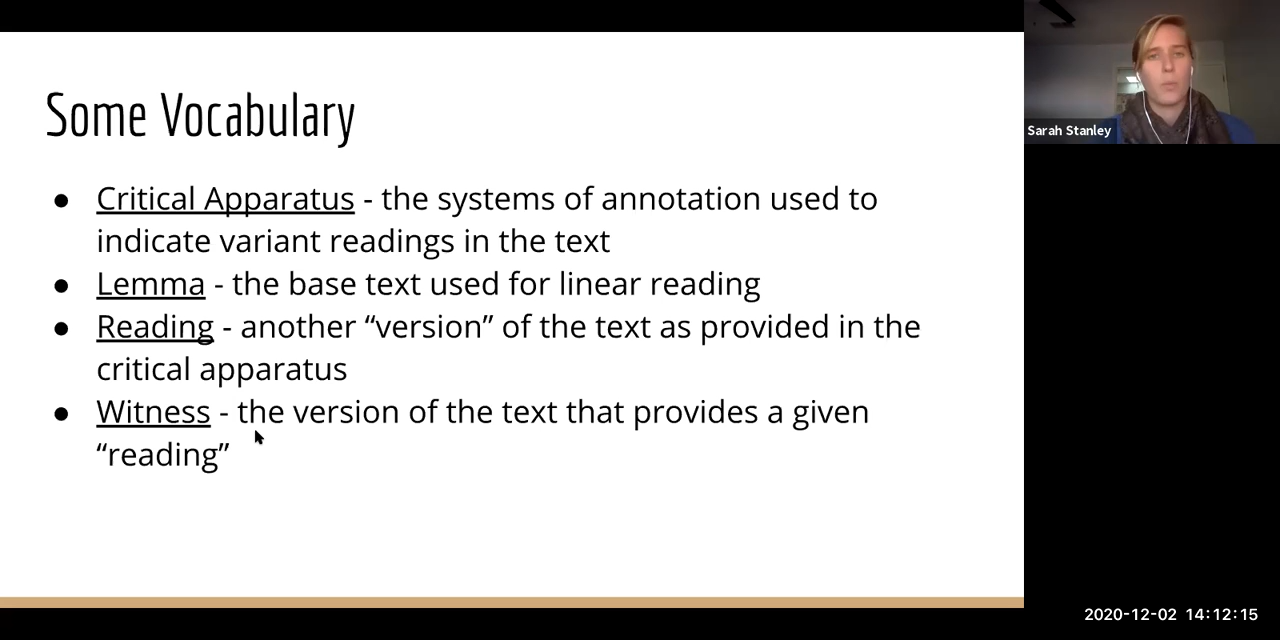 Some Vocabulary
● Critical Apparatus - the systems of annotation used to
indicate variant readings in the text
● Lemma - the base text used for linear reading
● Reading - another “version” of the text as provided in the
critical apparatus
● Witness - the version of the text that provides a given
“reading”
Sarah Stanley
2020-12-02 14:12:15